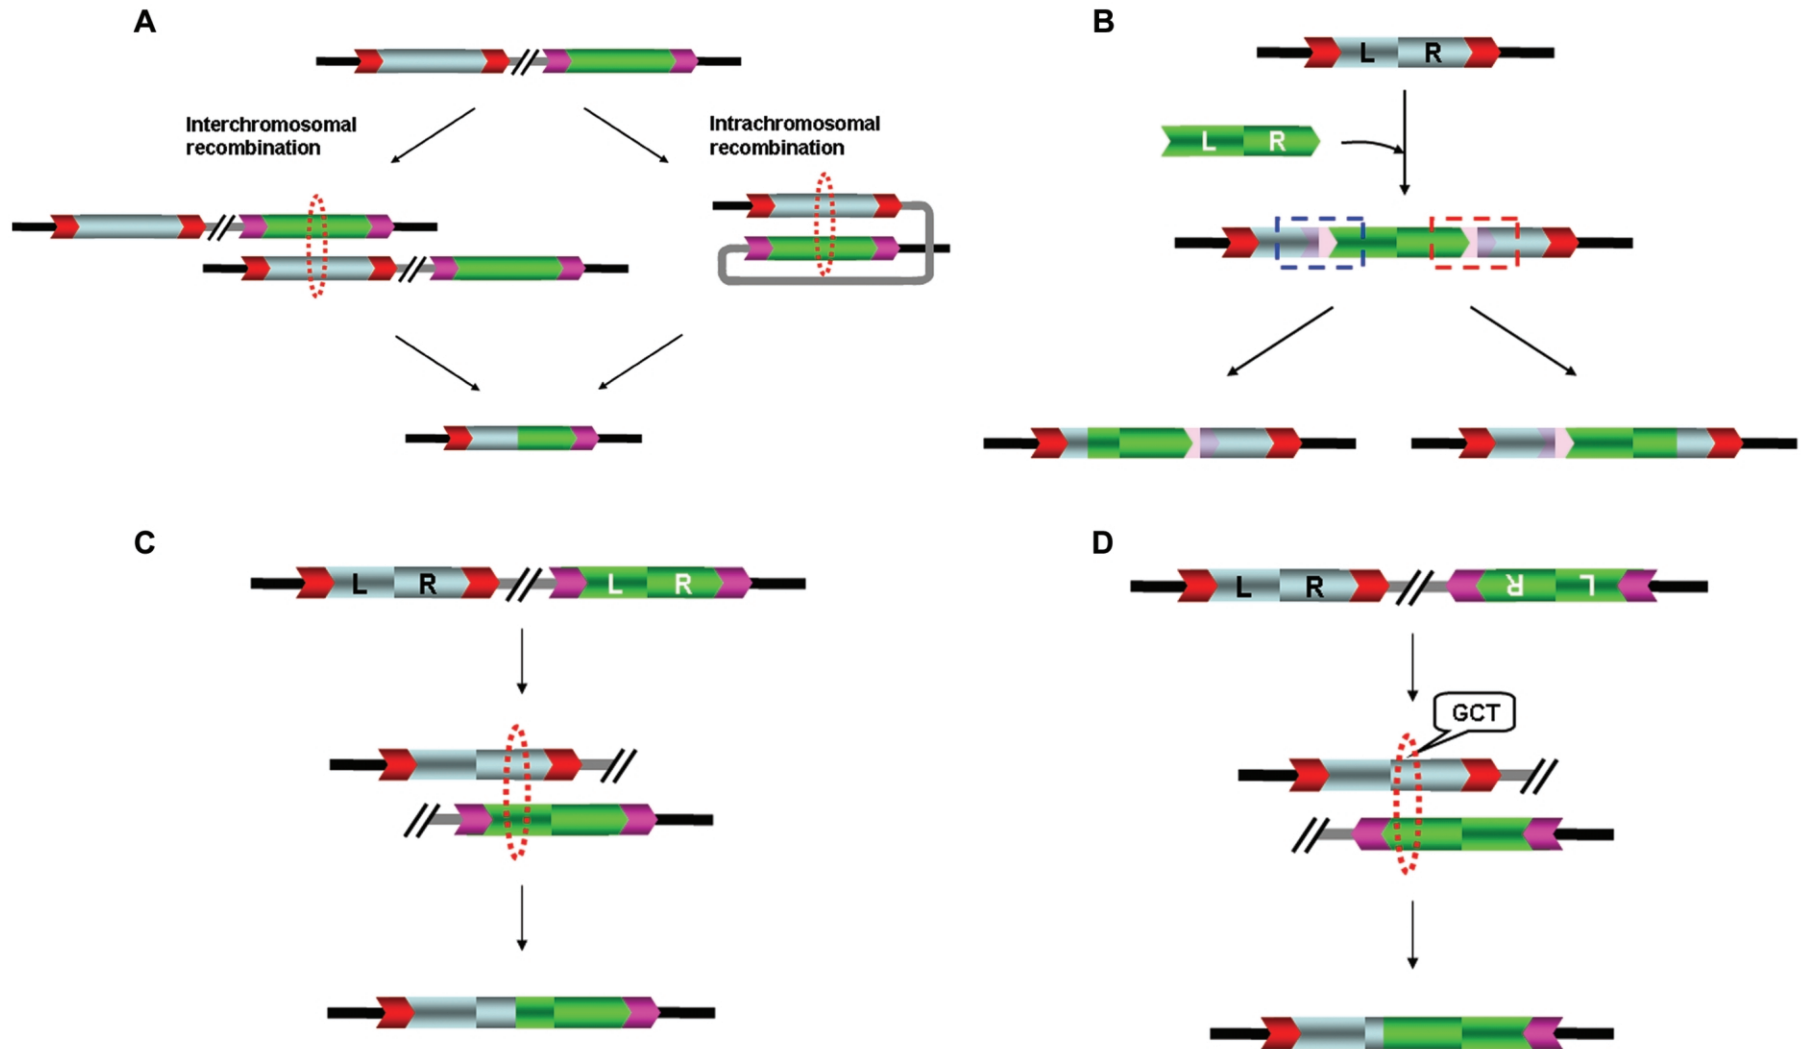 A
B
L R
Interchromosomal
recombination
Intrachromosomal
recombination
L R
C
D
L R
L R
L R
R L
GCT